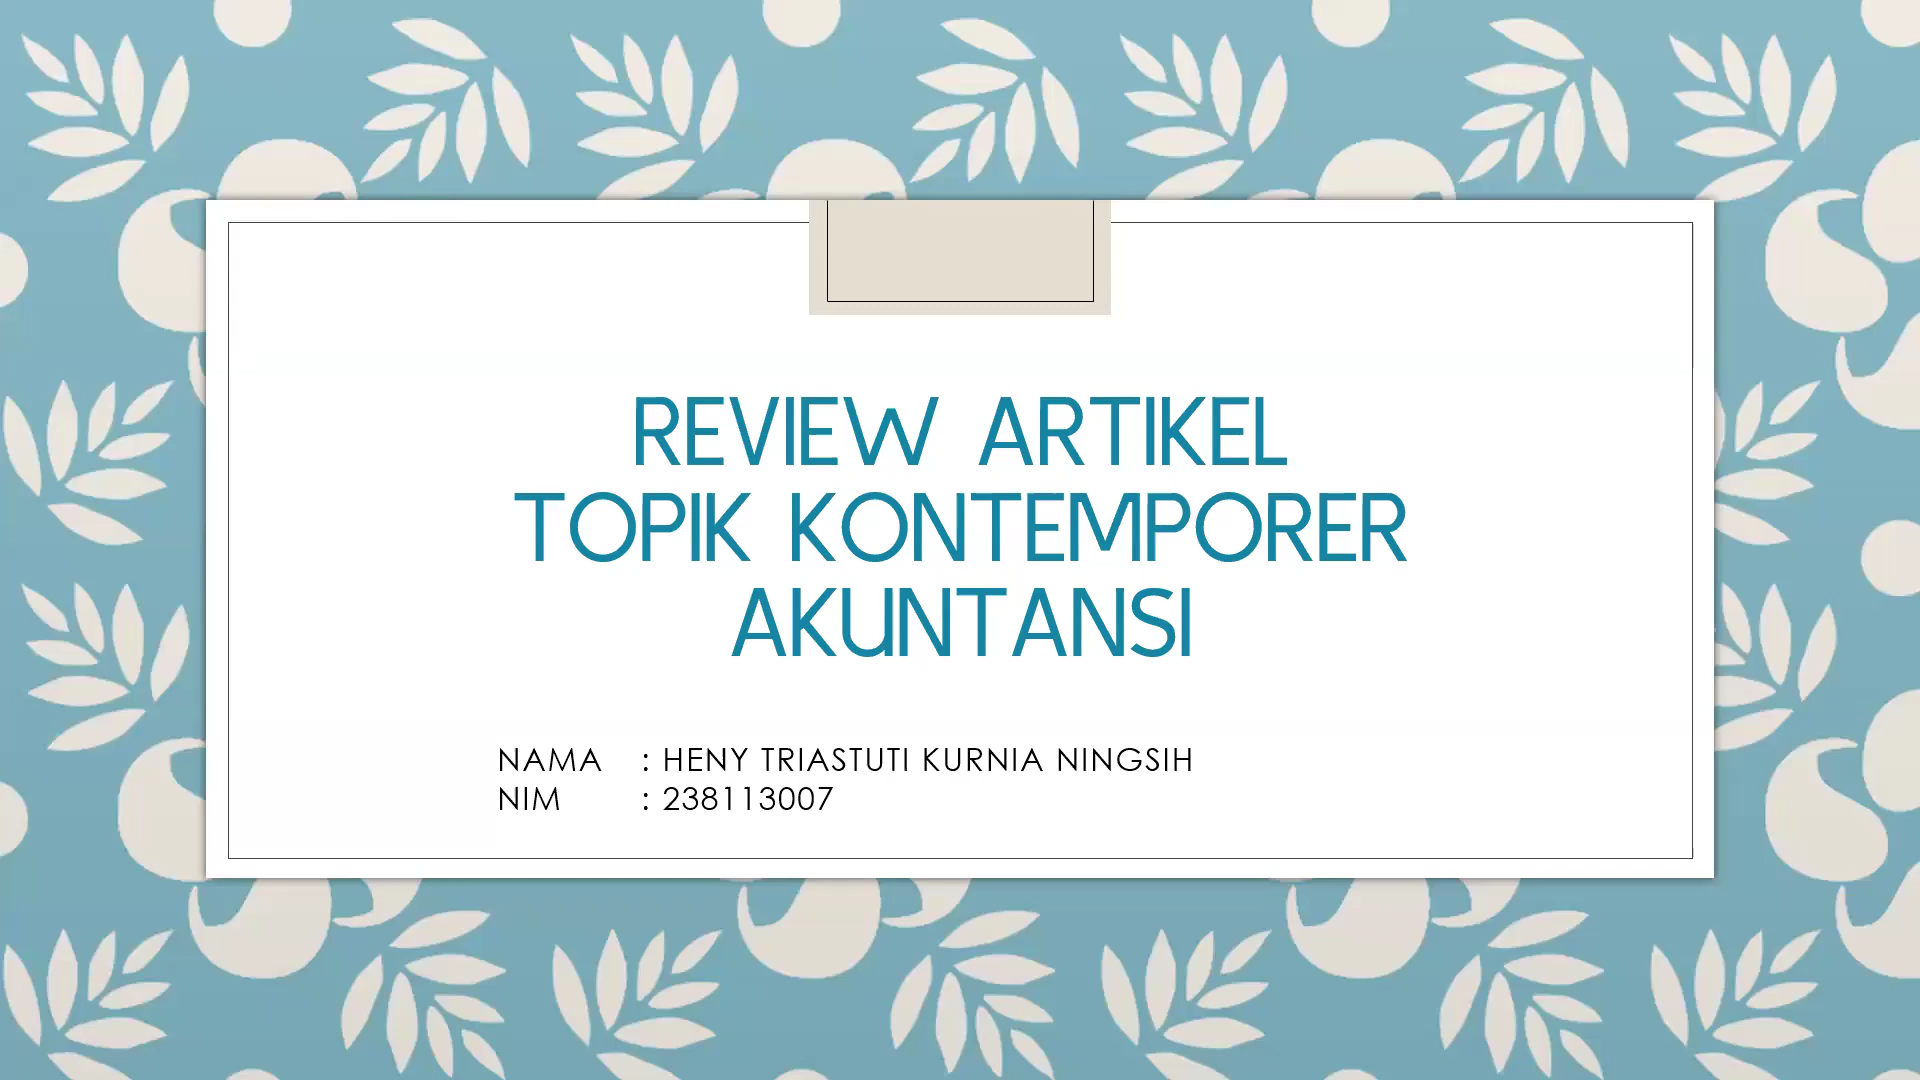 REVIEW ARTIKEL
TOPIK KONTEMPORER
AKUNTANSI
NAMA : HENY TRIASTUTI KURNIA NINGSIH
NIM : 238113007